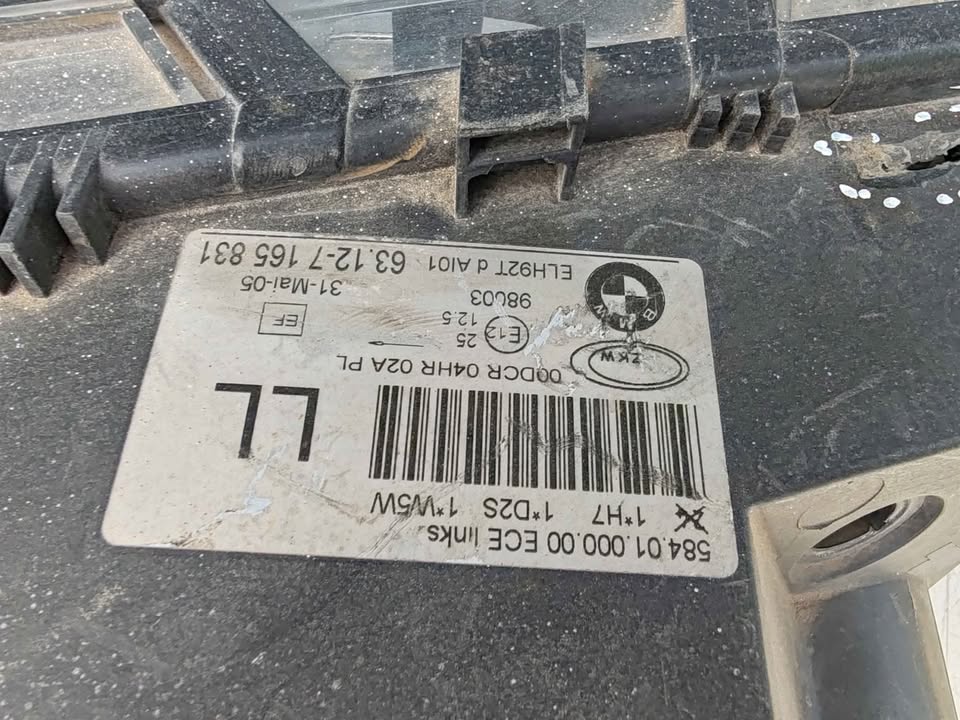 584.01.000.00 ECE links
1*H7 1*D2S 1*W5W
LL
00DCR 04HR 02A PL
ZKW
E12
25
12.5
98003
EF
31-Mai-05
BMW
ELH92T d AI01 63.12-7 165 831